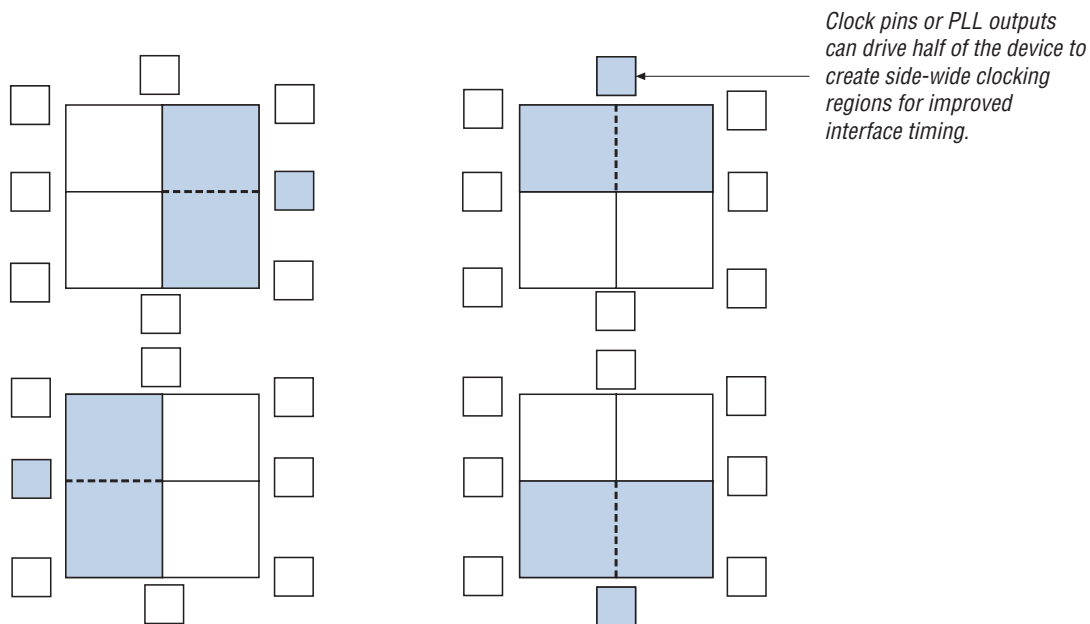 Clock pins or PLL outputs
can drive half of the device to
create side-wide clocking
regions for improved
interface timing.